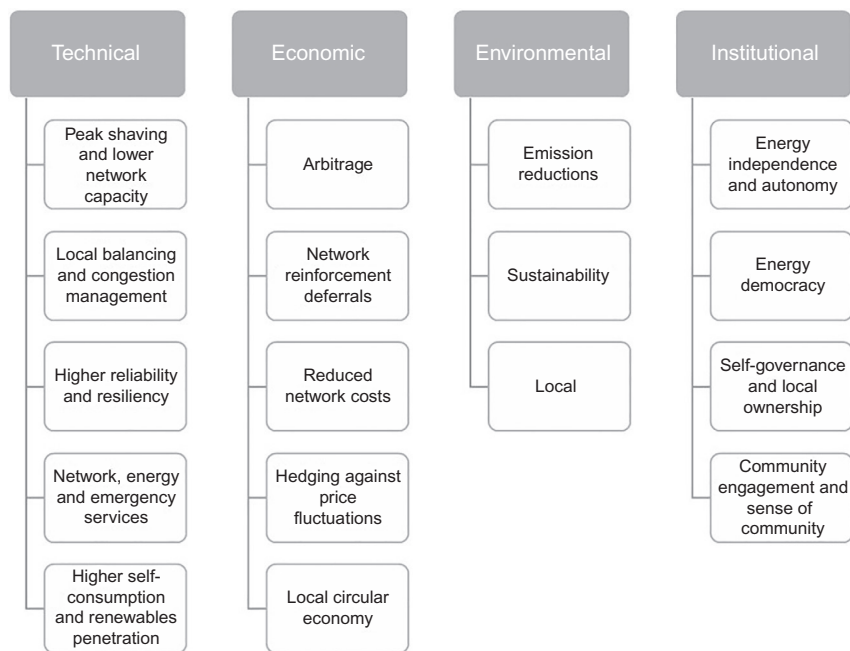 Technical
Peak shaving
and lower
network
capacity
Local balancing
and congestion
management
Higher reliability
and resiliency
Network, energy
and emergency
services
Higher self-
consumption
and renewables
penetration
Economic
Arbitrage
Network
reinforcement
deferrals
Reduced
network costs
Hedging against
price
fluctuations
Local circular
economy
Environmental
Emission
reductions
Sustainability
Local
Institutional
Energy
independence
and autonomy
Energy
democracy
Self-governance
and local
ownership
Community
engagement and
sense of
community